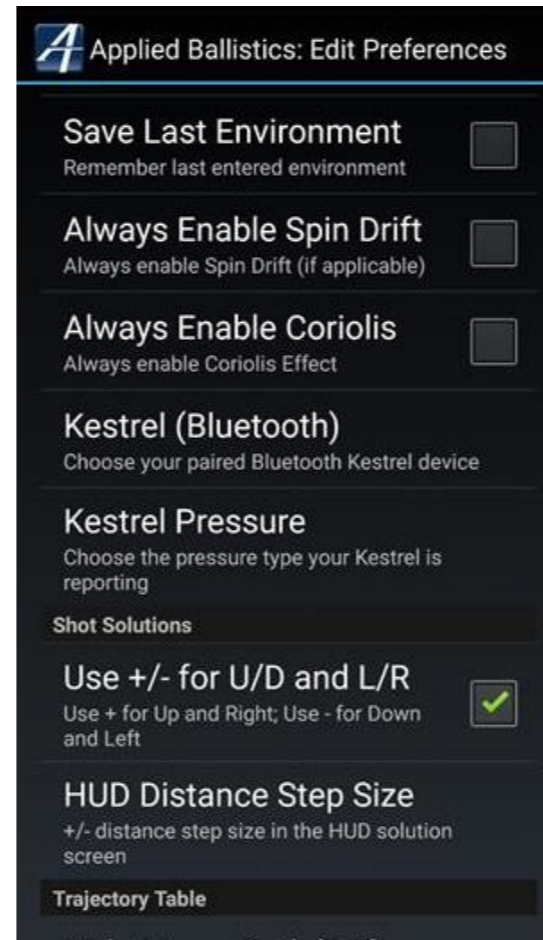 Applied Ballistics: Edit Preferences
Save Last Environment
Remember last entered environment
Always Enable Spin Drift
Always enable Spin Drift (if applicable)
Always Enable Coriolis
Always enable Coriolis Effect
Kestrel (Bluetooth)
Choose your paired Bluetooth Kestrel device
Kestrel Pressure
Choose the pressure type your Kestrel is
reporting
Shot Solutions
Use +/- for U/D and L/R
Use + for Up and Right; Use - for Down
and Left
HUD Distance Step Size
+/- distance step size in the HUD solution
screen
Trajectory Table